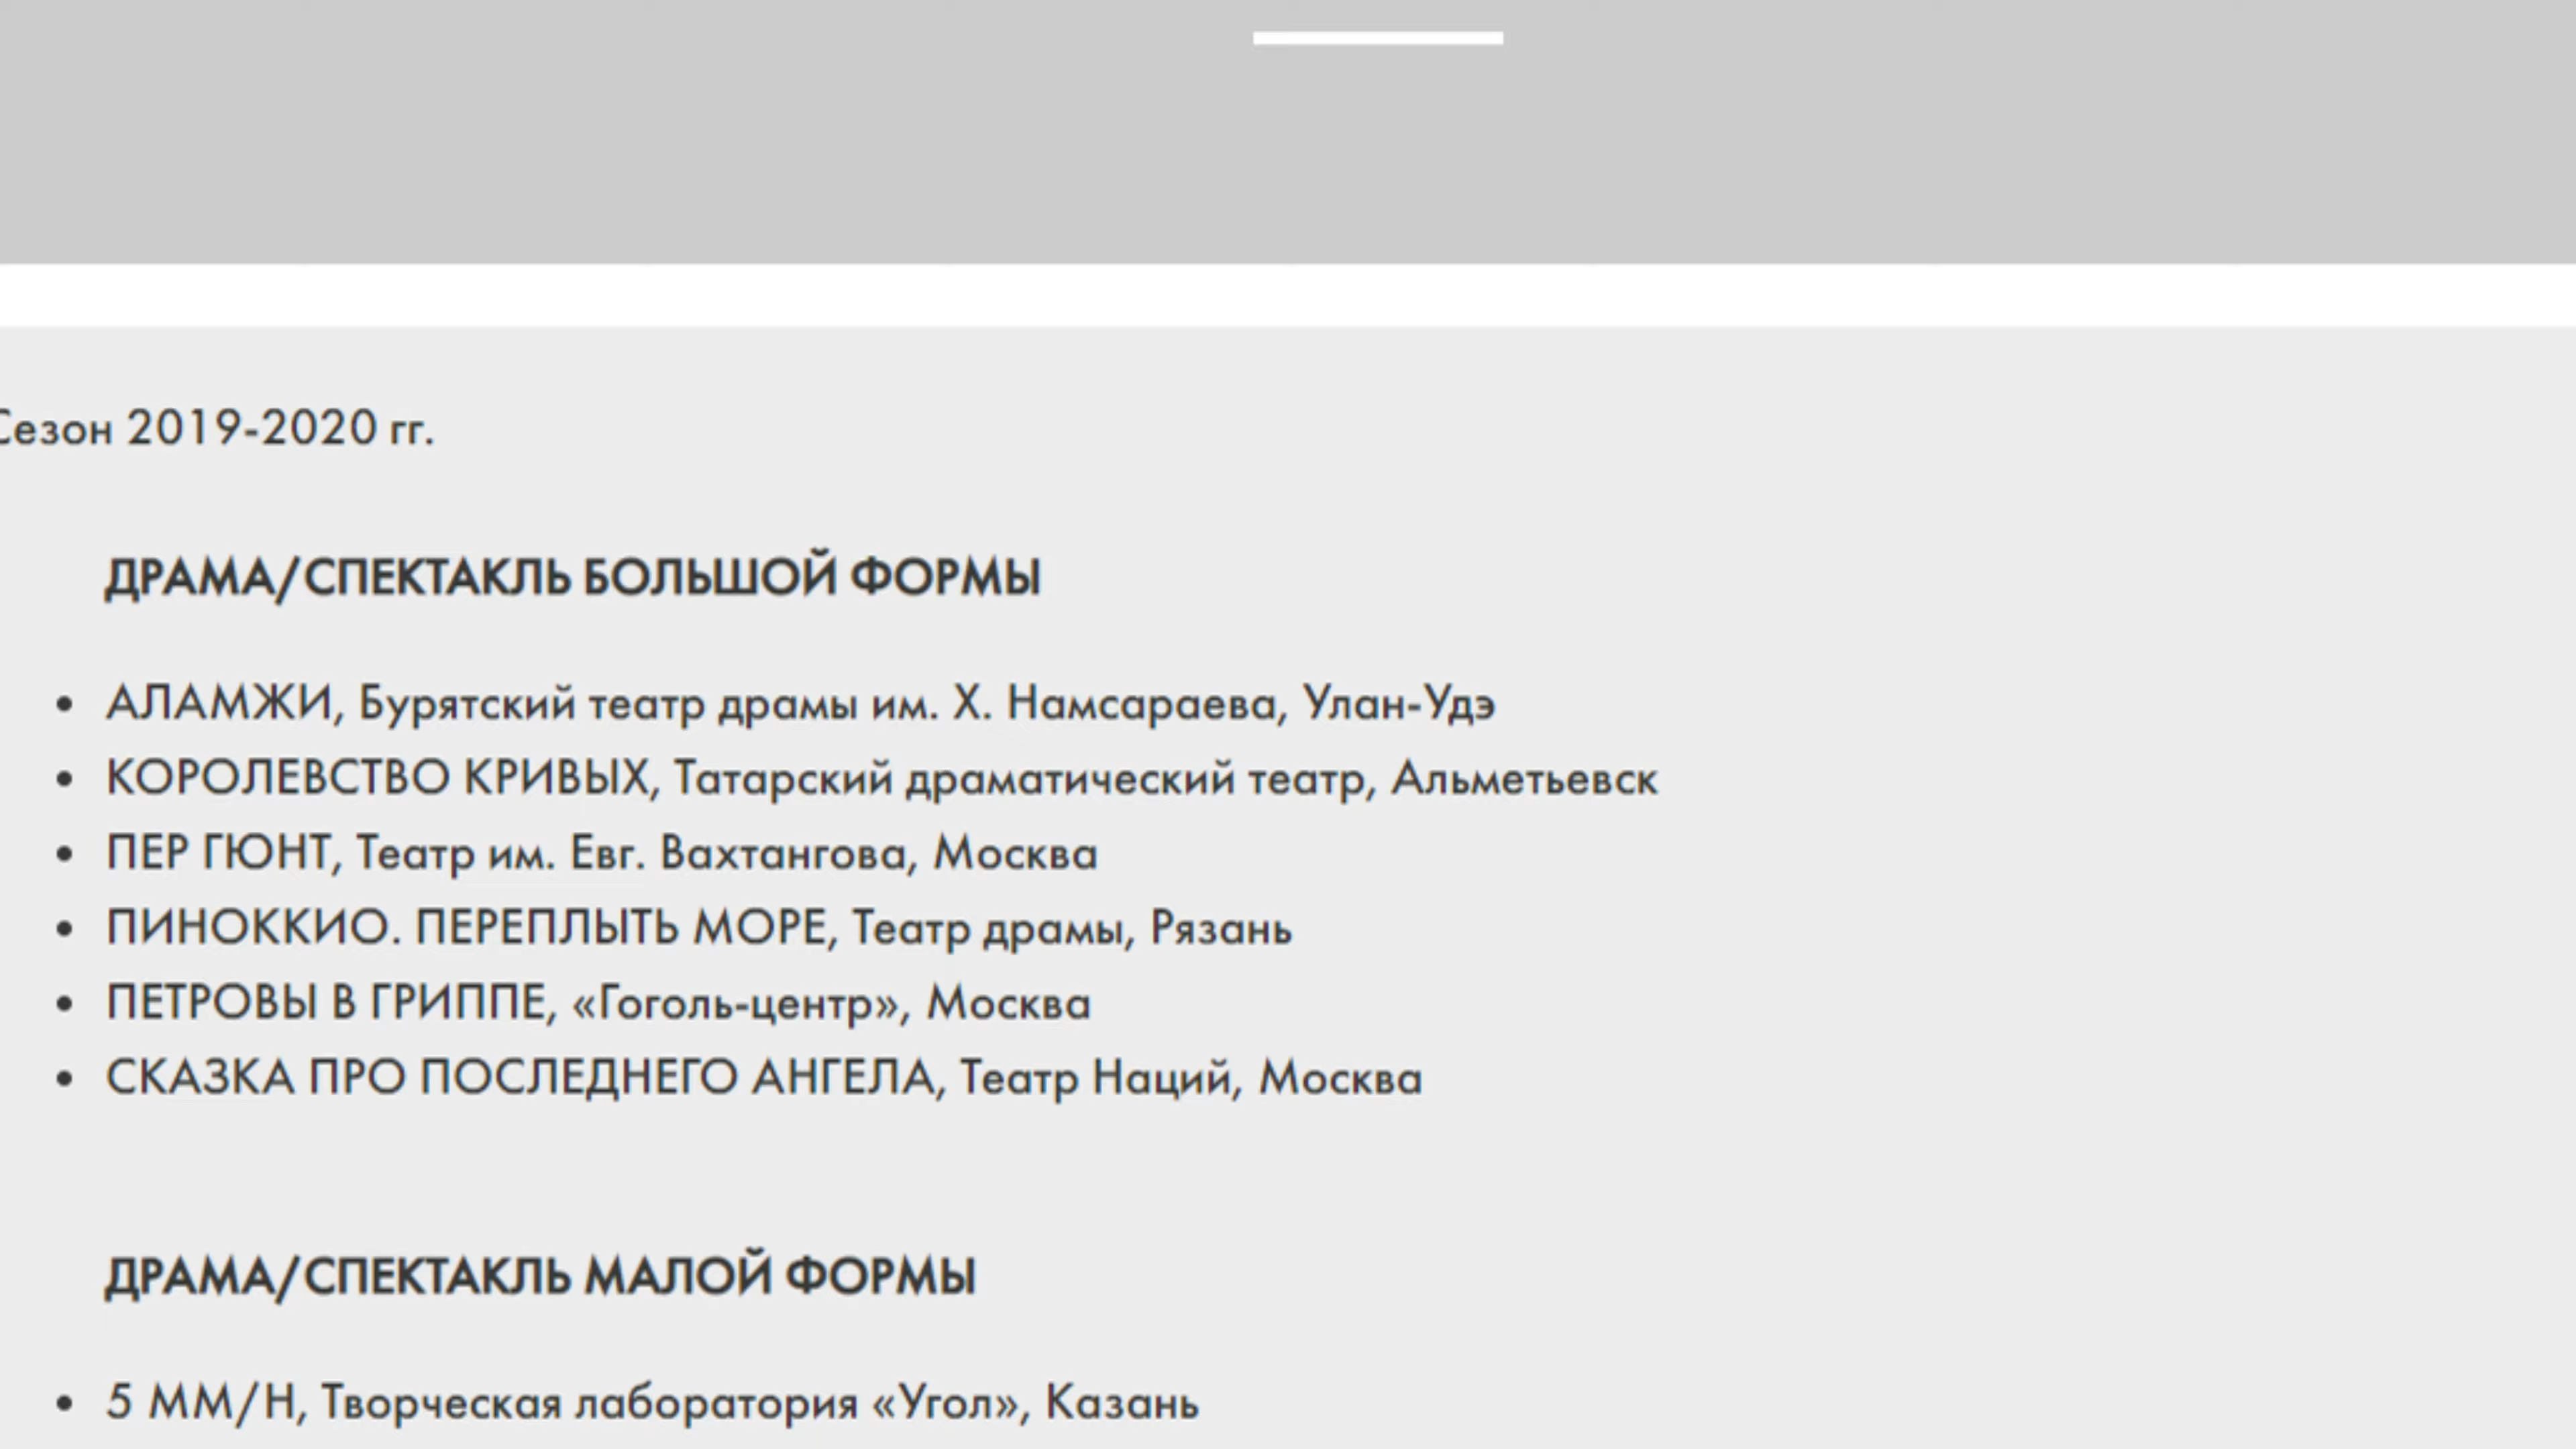 Сезон 2019-2020 гг.
ДРАМА/СПЕКТАКЛЬ БОЛЬШОЙ ФОРМЫ
• АЛАМЖИ, Бурятский театр драмы им. Х. Намсараева, Улан-Удэ
• КОРОЛЕВСТВО КРИВЫХ, Татарский драматический театр, Альметьевск
• ПЕР ГЮНТ, Театр им. Евг. Вахтангова, Москва
• ПИНОККИО. ПЕРЕПЛЫТЬ МОРЕ, Театр драмы, Рязань
• ПЕТРОВЫ В ГРИППЕ, «Гоголь-центр», Москва
• СКАЗКА ПРО ПОСЛЕДНЕГО АНГЕЛА, Театр Наций, Москва
ДРАМА/СПЕКТАКЛЬ МАЛОЙ ФОРМЫ
• 5 ММ/Н, Творческая лаборатория «Угол», Казань